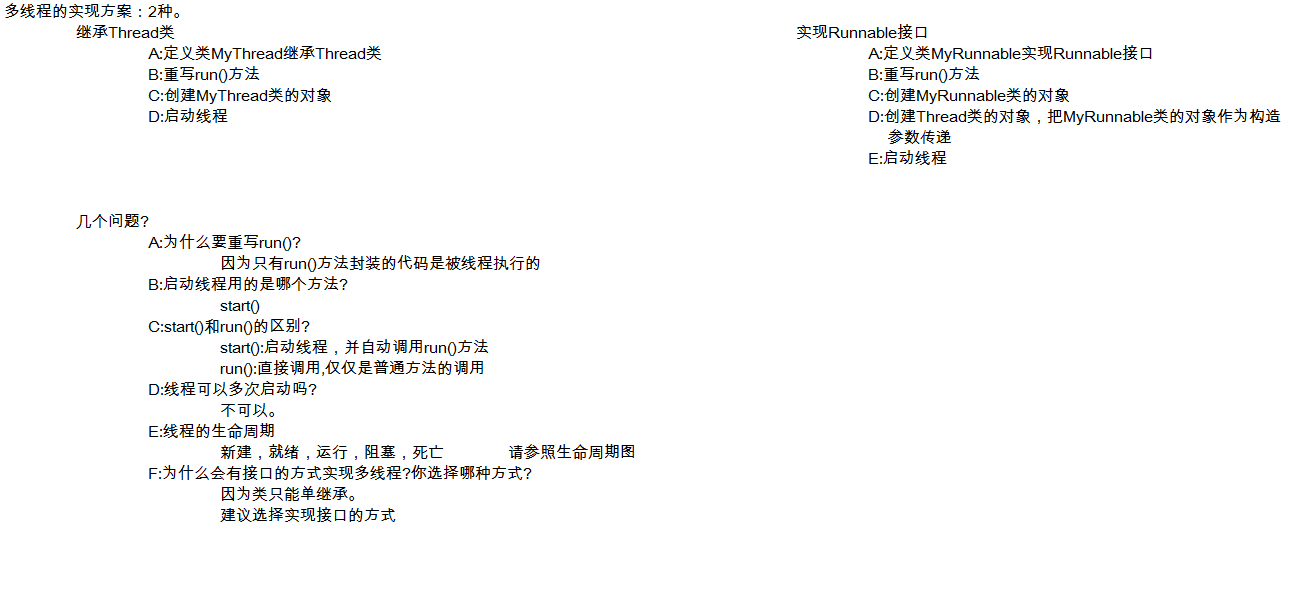 多线程的实现方案：2种。
继承Thread类
A:定义类MyThread继承Thread类
B:重写run()方法
C:创建MyThread类的对象
D:启动线程
实现Runnable接口
A:定义类MyRunnable实现Runnable接口
B:重写run()方法
C:创建MyRunnable类的对象
D:创建Thread类的对象，把MyRunnable类的对象作为构造
参数传递
E:启动线程
几个问题?
A:为什么要重写run()?
因为只有run()方法封装的代码是被线程执行的
B:启动线程用的是哪个方法?
start()
C:start()和run()的区别?
start():启动线程，并自动调用run()方法
run():直接调用,仅仅是普通方法的调用
D:线程可以多次启动吗?
不可以。
E:线程的生命周期
新建，就绪，运行，阻塞，死亡 请参照生命周期图
F:为什么会有接口的方式实现多线程?你选择哪种方式?
因为类只能单继承。
建议选择实现接口的方式